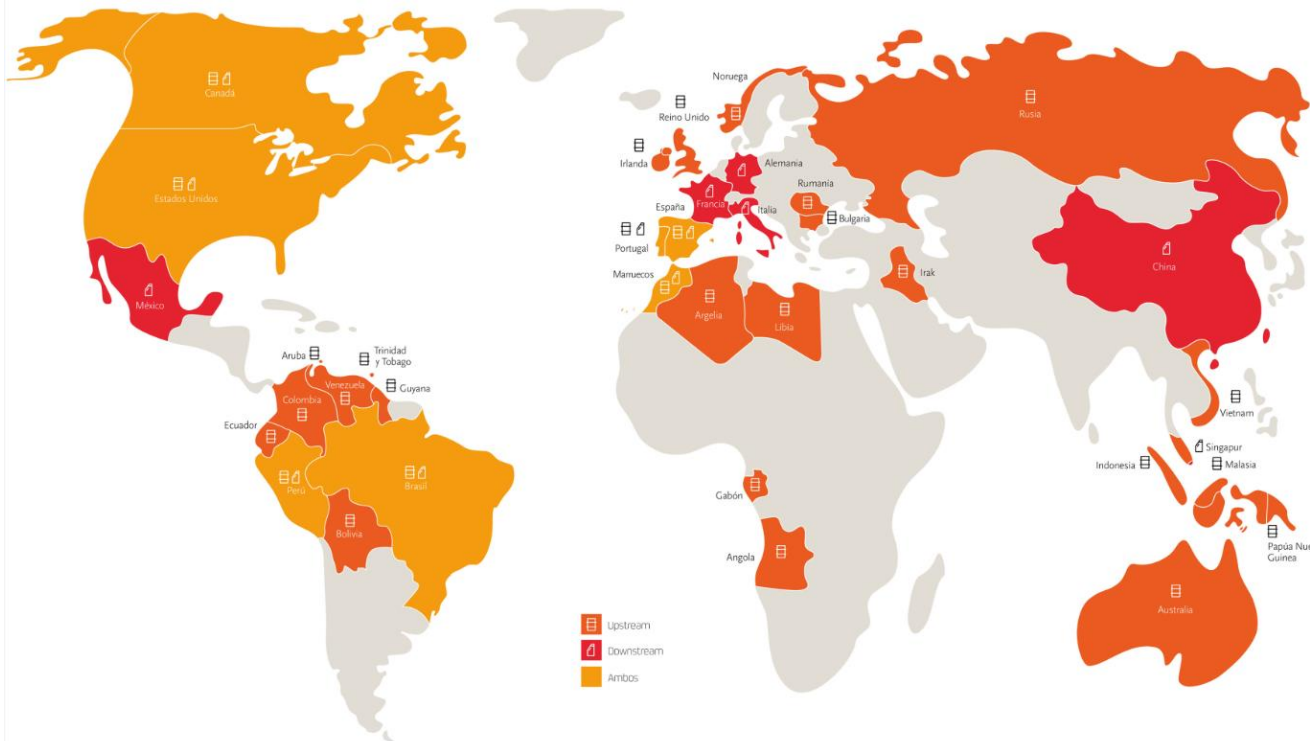 Canadá
Estados Unidos
México
Aruba
Trinidad
y Tobago
Venezuela
Guyana
Colombia
Ecuador
Perú
Brasil
Bolivia
Noruega
Reino Unido
Irlanda
Alemania
Rumania
Francia
España
Italia
Bulgaria
Portugal
Marruecos
Argelia
Libia
Irak
Rusia
China
Vietnam
Singapur
Indonesia
Malasia
Gabón
Angola
Papúa Nue
Guinea
Australia
Upstream
Downstream
Ambos